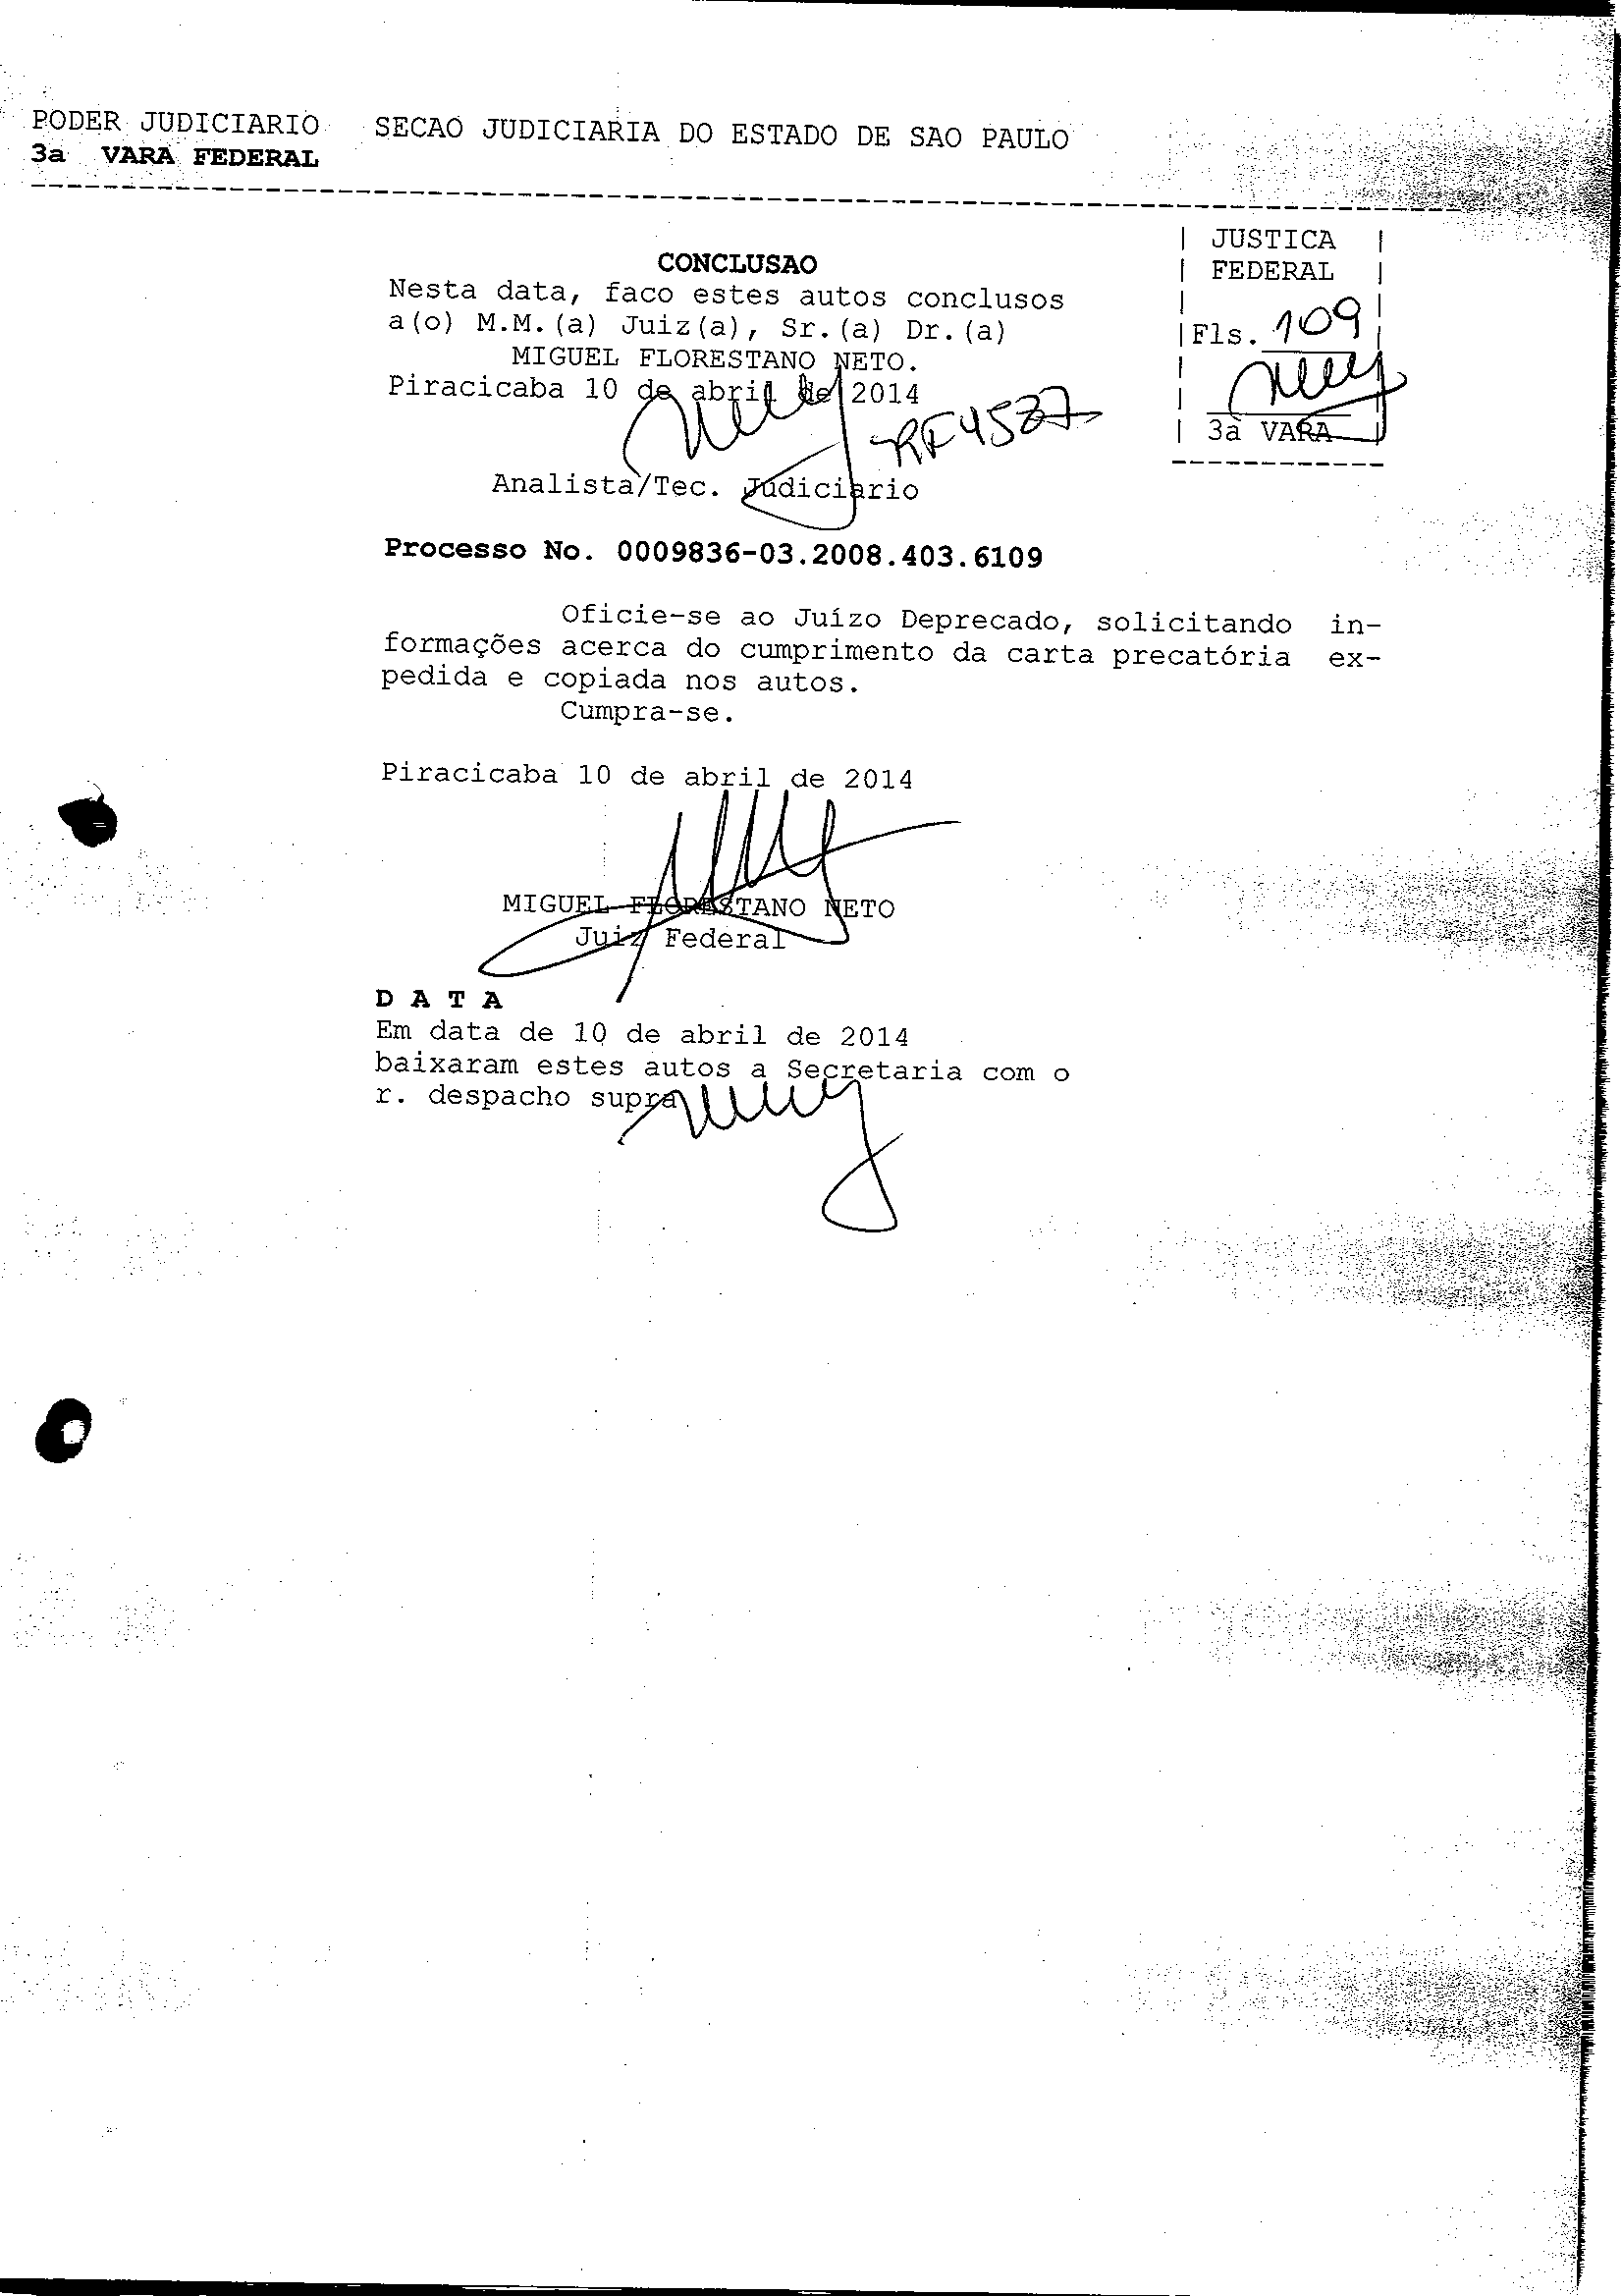 PODER JUDICIARIO   SECAO JUDICIARIA DO ESTADO DE SAO PAULO
3a  VARA FEDERAL
JUSTICA
FEDERAL
Fls. 109
3a VARA
CONCLUSAO
Nesta data, faco estes autos conclusos
a(o) M.M.(a) Juiz(a), Sr.(a) Dr.(a)
MIGUEL FLORESTANO NETO.
Piracicaba 10 de abril de 2014
Analista/Tec. Judiciario
Processo No. 0009836-03.2008.403.6109
Oficie-se ao Juízo Deprecado, solicitando  in-
formações acerca do cumprimento da carta precatória  ex-
pedida e copiada nos autos.
Cumpra-se.
Piracicaba 10 de abril de 2014
MIGUEL FLORESTANO NETO
Juiz Federal
D A T A
Em data de 10 de abril de 2014
baixaram estes autos a Secretaria com o
r. despacho supra